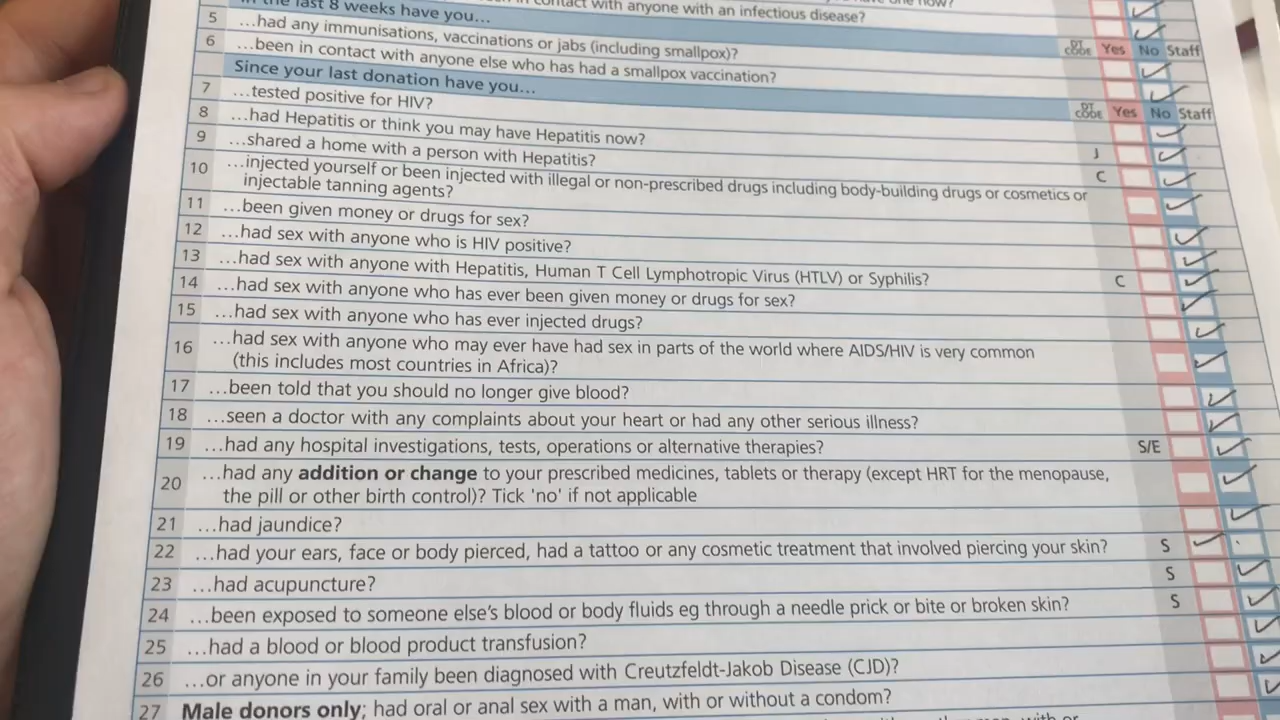 contact with anyone with an infectious disease?
the last 8 weeks have you...
5 ...had any immunisations, vaccinations or jabs (including smallpox)? DT CODE Yes No Staff
6 ...been in contact with anyone else who has had a smallpox vaccination?
Since your last donation have you... DT CODE Yes No Staff
7 ...tested positive for HIV?
8 ...had Hepatitis or think you may have Hepatitis now? J
9 ...shared a home with a person with Hepatitis? C
10 ...injected yourself or been injected with illegal or non-prescribed drugs including body-building drugs or cosmetics or
injectable tanning agents?
11 ...been given money or drugs for sex?
12 ...had sex with anyone who is HIV positive?
13 ...had sex with anyone with Hepatitis, Human T Cell Lymphotropic Virus (HTLV) or Syphilis? C
14 ...had sex with anyone who has ever been given money or drugs for sex?
15 ...had sex with anyone who has ever injected drugs?
16 ...had sex with anyone who may ever have had sex in parts of the world where AIDS/HIV is very common
(this includes most countries in Africa)?
17 ...been told that you should no longer give blood?
18 ...seen a doctor with any complaints about your heart or had any other serious illness?
19 ...had any hospital investigations, tests, operations or alternative therapies? S/E
20 ...had any addition or change to your prescribed medicines, tablets or therapy (except HRT for the menopause,
the pill or other birth control)? Tick 'no' if not applicable
21 ...had jaundice?
22 ...had your ears, face or body pierced, had a tattoo or any cosmetic treatment that involved piercing your skin? S
23 ...had acupuncture? S
24 ...been exposed to someone else's blood or body fluids eg through a needle prick or bite or broken skin? S
25 ...had a blood or blood product transfusion?
26 ...or anyone in your family been diagnosed with Creutzfeldt-Jakob Disease (CJD)?
27 Male donors only; had oral or anal sex with a man, with or without a condom?